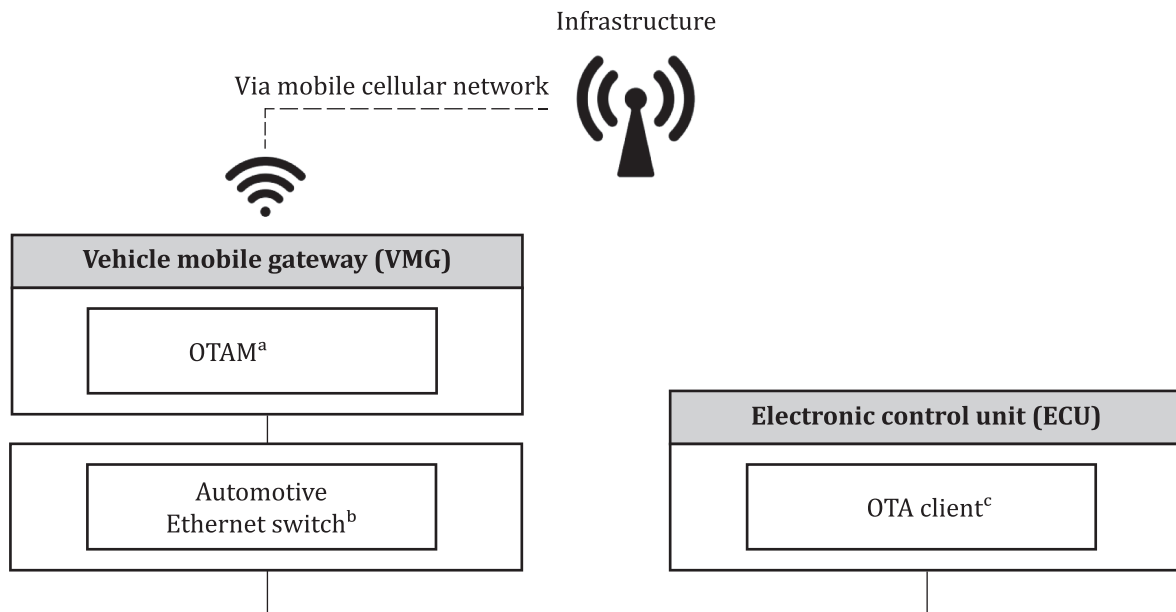 Infrastructure
Via mobile cellular network
Vehicle mobile gateway (VMG)
OTAMᵃ
Electronic control unit (ECU)
Automotive
Ethernet switchᵇ
OTA clientᶜ